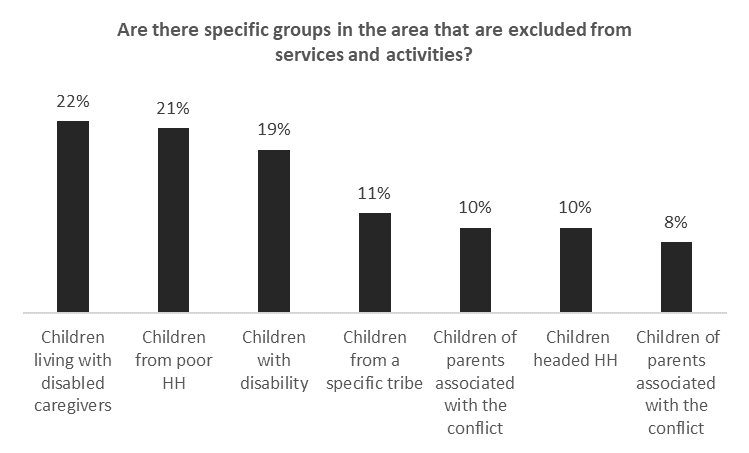 Are there specific groups in the area that are excluded from
services and activities?
22%
21%
19%
11%
10%
10%
8%
Children
living with
disabled
caregivers
Children
from poor
HH
Children
with
disability
Children
from a
specific tribe
Children of
parents
associated
with the
conflict
Children
headed HH
Children of
parents
associated
with the
conflict